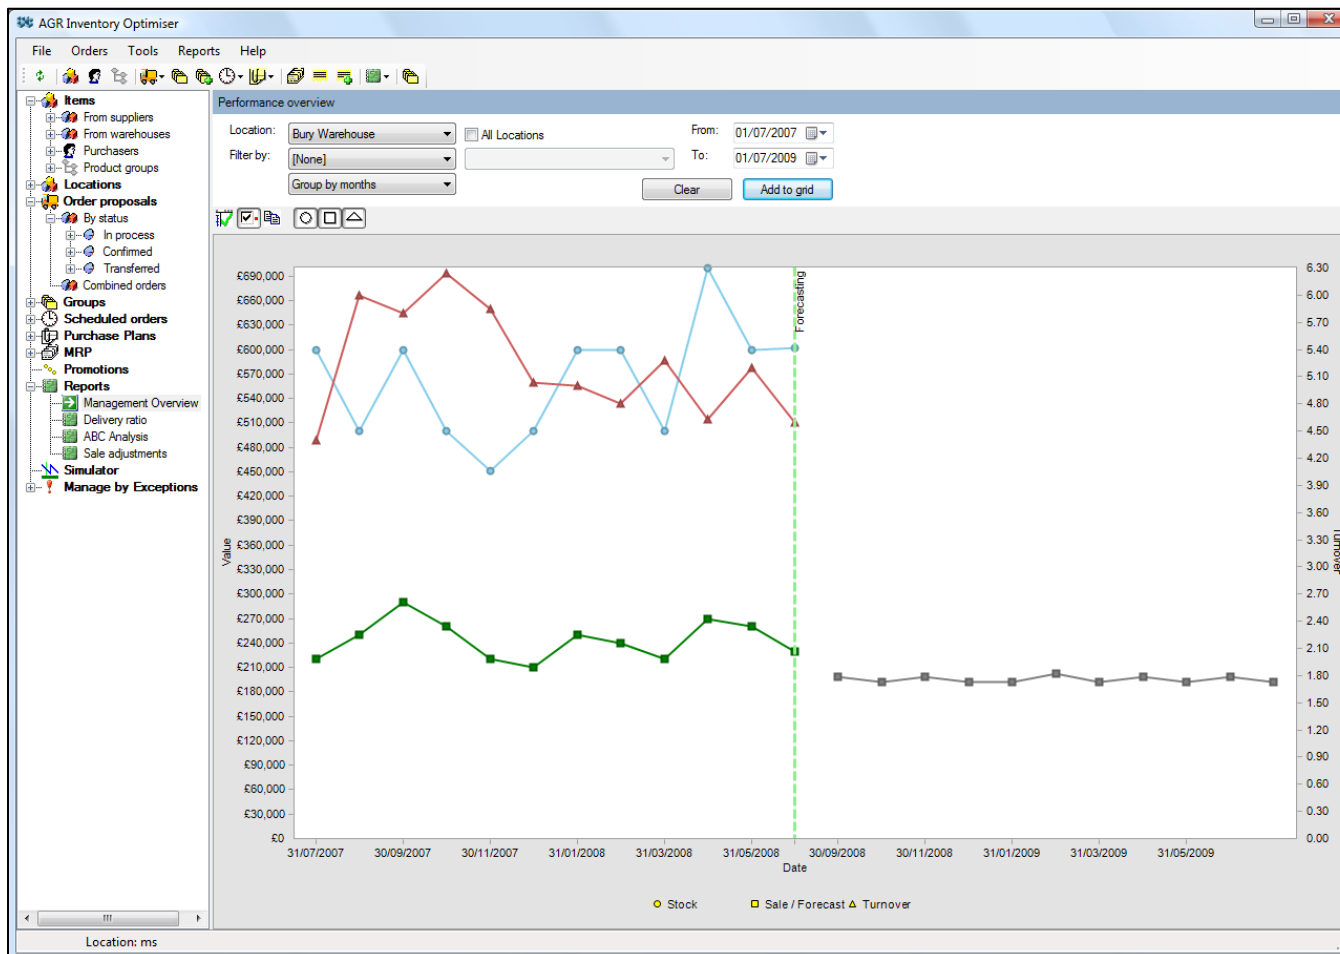 AGR Inventory Optimiser
File Orders Tools Reports Help
Items
From suppliers
From warehouses
Purchasers
Product groups
Locations
Order proposals
By status
In process
Confirmed
Transferred
Combined orders
Groups
Scheduled orders
Purchase Plans
MRP
Promotions
Reports
Management Overview
Delivery ratio
ABC Analysis
Sale adjustments
Simulator
Manage by Exceptions
Performance overview
Location: Bury Warehouse All Locations From: 01/07/2007
Filter by: [None] To: 01/07/2009
Group by months Clear Add to grid
£690,000
£660,000
£630,000
£600,000
£570,000
£540,000
£510,000
£480,000
£450,000
£420,000
£390,000
£360,000
£330,000
£300,000
£270,000
£240,000
£210,000
£180,000
£150,000
£120,000
£90,000
£60,000
£30,000
£0
Value
Forecasting
6.30
6.00
5.70
5.40
5.10
4.80
4.50
4.20
3.90
3.60
3.30
3.00
2.70
2.40
2.10
1.80
1.50
1.20
0.90
0.60
0.30
0.00
Turnover
31/07/2007 30/09/2007 30/11/2007 31/01/2008 31/03/2008 31/05/2008 30/09/2008 30/11/2008 31/01/2009 31/03/2009 31/05/2009
Date
Stock Sale / Forecast Turnover
Location: ms